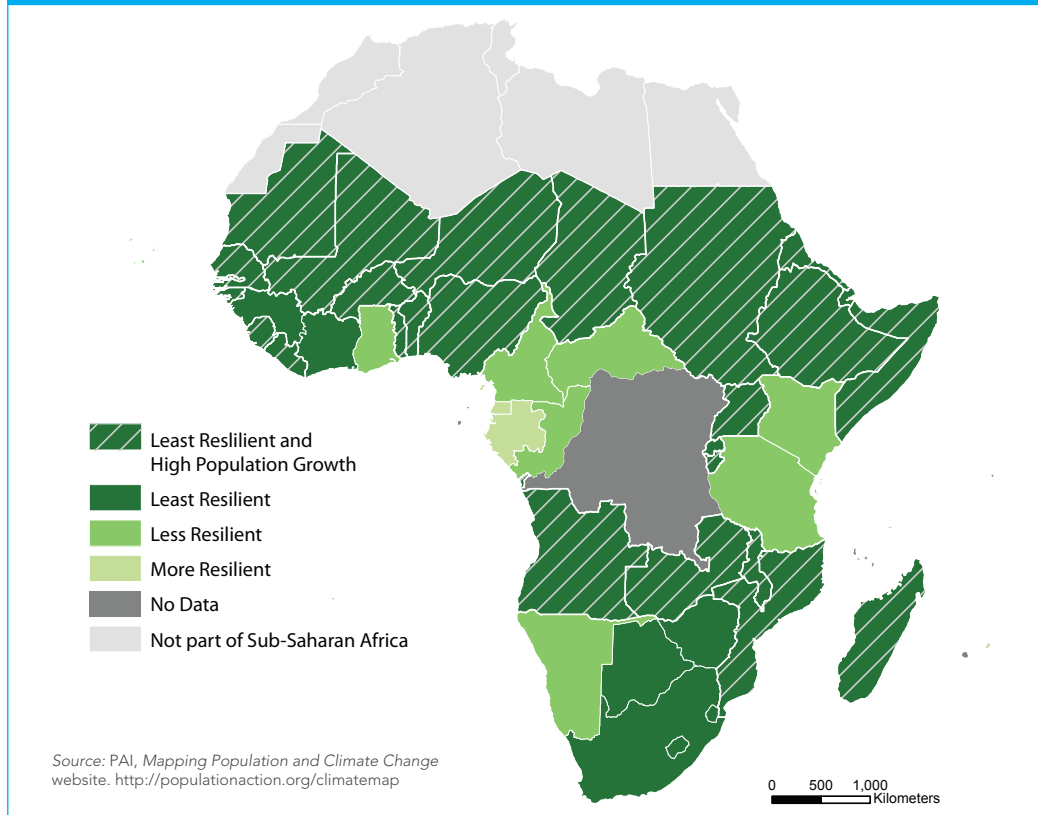 Least Reslilient and
High Population Growth
Least Resilient
Less Resilient
More Resilient
No Data
Not part of Sub-Saharan Africa
Source: PAI, Mapping Population and Climate Change
website. http://populationaction.org/climatemap
0 500 1,000
Kilometers